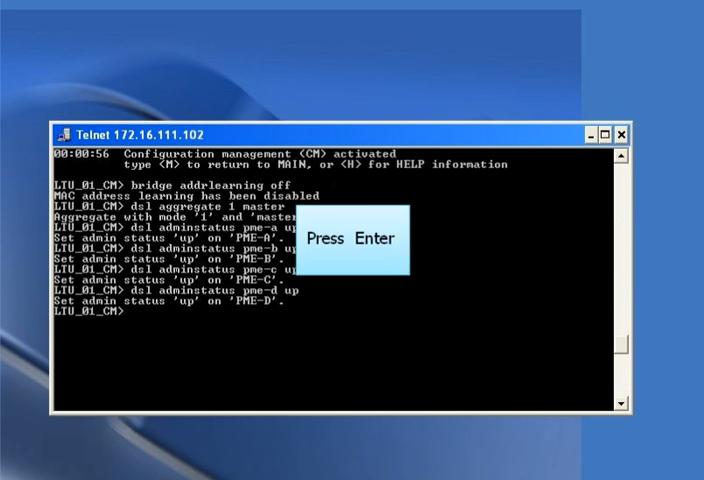 Telnet 172.16.111.102
00:00:56 Configuration management (CM) activated
type <M> to return to MAIN, or <H> for HELP information
LTU_01_CM> bridge addrlearning off
MAC address learning has been disabled
LTU_01_CM> dsl aggregate 1 master
Aggregate with mode '1' and 'master
LTU_01_CM> dsl adminstatus pme-a up
Set admin status 'up' on 'PME-A'.
LTU_01_CM> dsl adminstatus pme-b up
Set admin status 'up' on 'PME-B'.
LTU_01_CM> dsl adminstatus pme-c up
Set admin status 'up' on 'PME-C'.
LTU_01_CM> dsl adminstatus pme-d up
Set admin status 'up' on 'PME-D'.
LTU_01_CM>
Press Enter